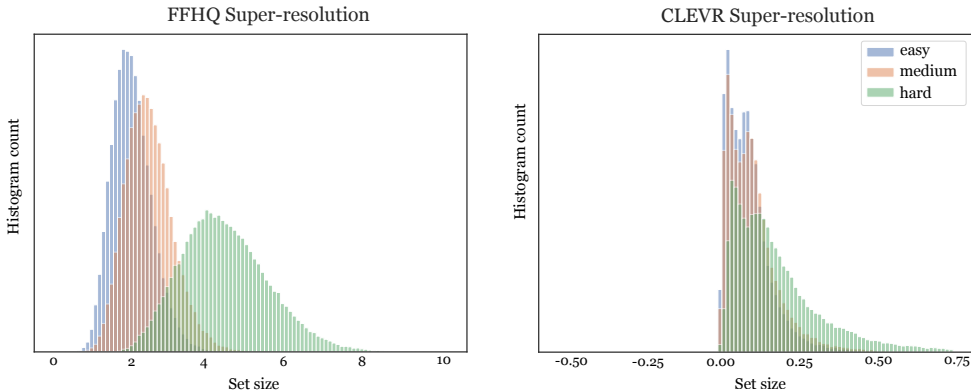 FFHQ Super-resolution
Histogram count
0 2 4 6 8 10
Set size
CLEVR Super-resolution
Histogram count
easy
medium
hard
-0.50 -0.25 0.00 0.25 0.50 0.75
Set size